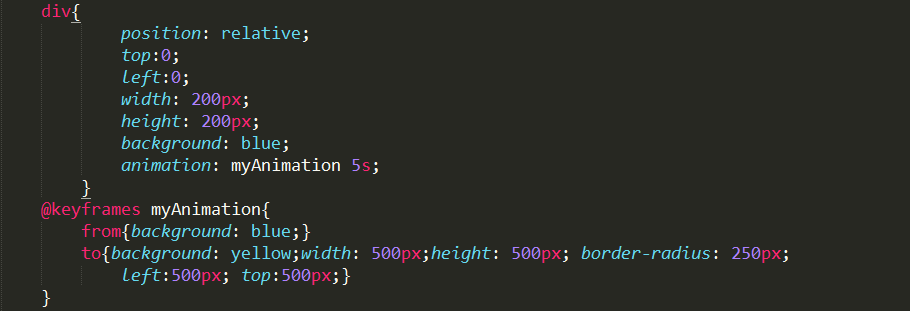 div{
position: relative;
top:0;
left:0;
width: 200px;
height: 200px;
background: blue;
animation: myAnimation 5s;
}
@keyframes myAnimation{
from{background: blue;}
to{background: yellow;width: 500px;height: 500px; border-radius: 250px;
left:500px; top:500px;}
}